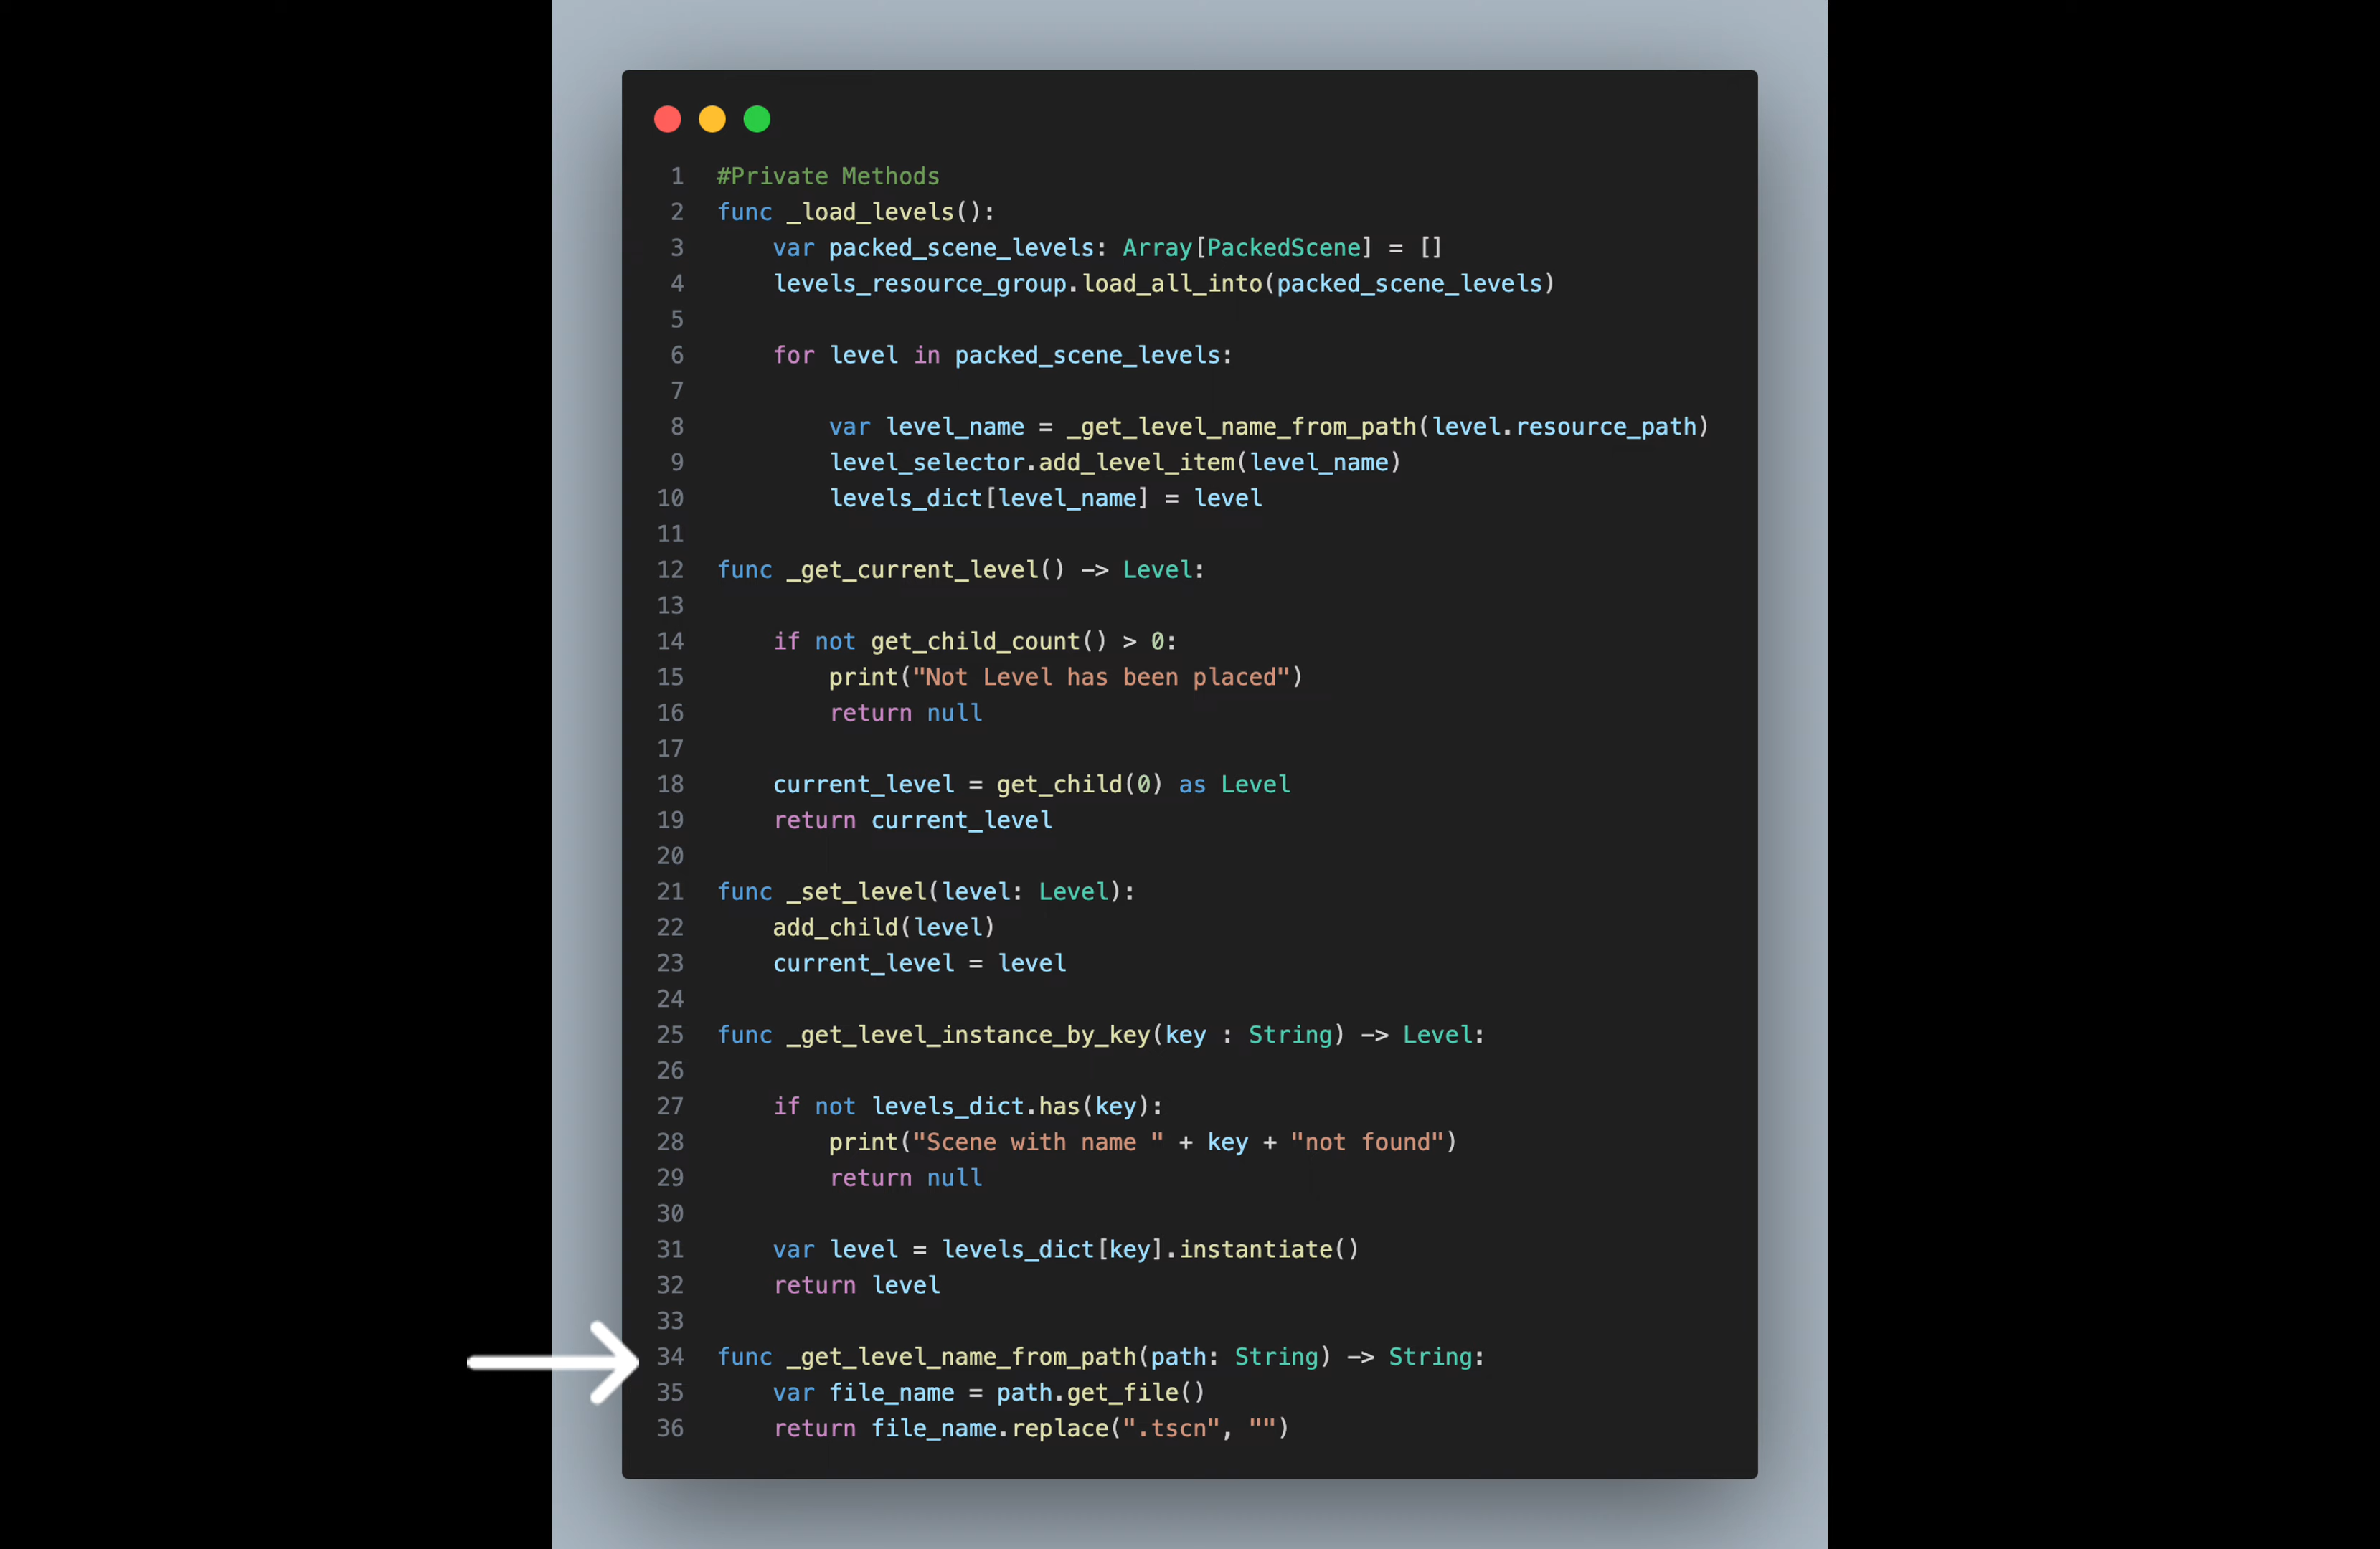 1 #Private Methods
2 func _load_levels():
3 var packed_scene_levels: Array[PackedScene] = []
4 levels_resource_group.load_all_into(packed_scene_levels)
5
6 for level in packed_scene_levels:
7
8 var level_name = _get_level_name_from_path(level.resource_path)
9 level_selector.add_level_item(level_name)
10 levels_dict[level_name] = level
11
12 func _get_current_level() -> Level:
13
14 if not get_child_count() > 0:
15 print("Not Level has been placed")
16 return null
17
18 current_level = get_child(0) as Level
19 return current_level
20
21 func _set_level(level: Level):
22 add_child(level)
23 current_level = level
24
25 func _get_level_instance_by_key(key : String) -> Level:
26
27 if not levels_dict.has(key):
28 print("Scene with name " + key + "not found")
29 return null
30
31 var level = levels_dict[key].instantiate()
32 return level
33
34 func _get_level_name_from_path(path: String) -> String:
35 var file_name = path.get_file()
36 return file_name.replace(".tscn", "")